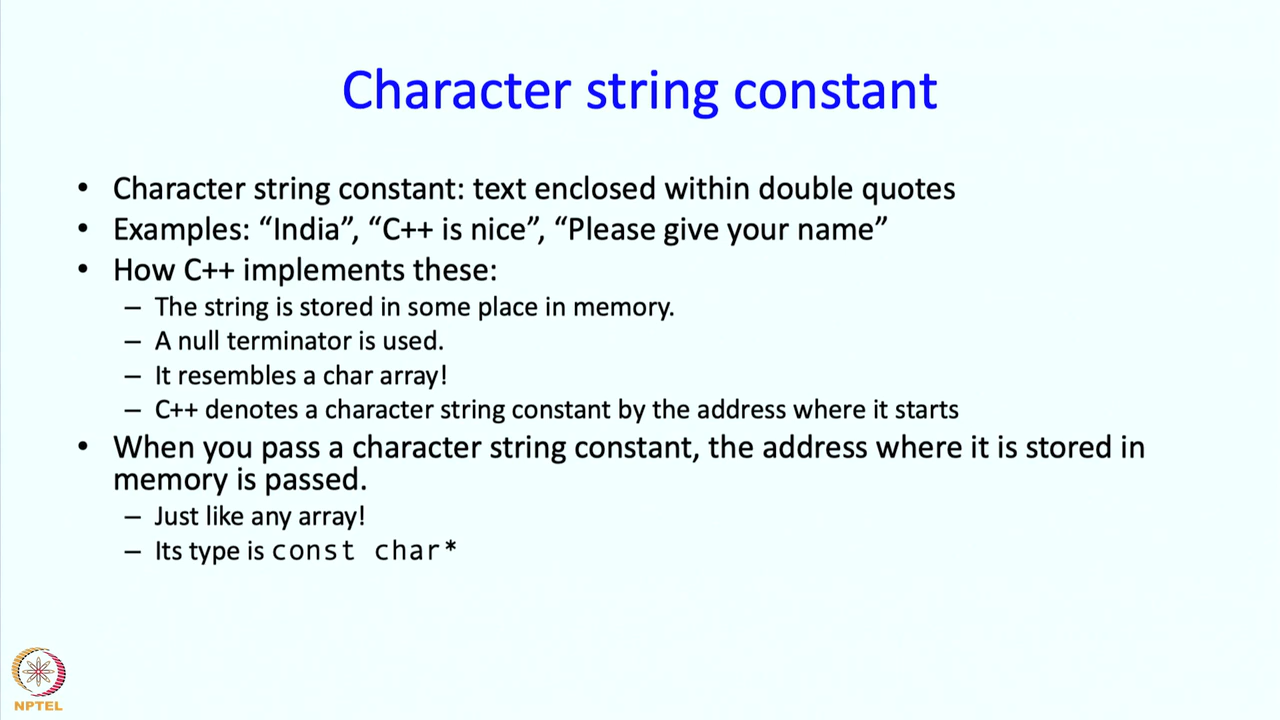 Character string constant
• Character string constant: text enclosed within double quotes
• Examples: “India”, “C++ is nice”, “Please give your name”
• How C++ implements these:
– The string is stored in some place in memory.
– A null terminator is used.
– It resembles a char array!
– C++ denotes a character string constant by the address where it starts
• When you pass a character string constant, the address where it is stored in
memory is passed.
– Just like any array!
– Its type is const char*
NPTEL